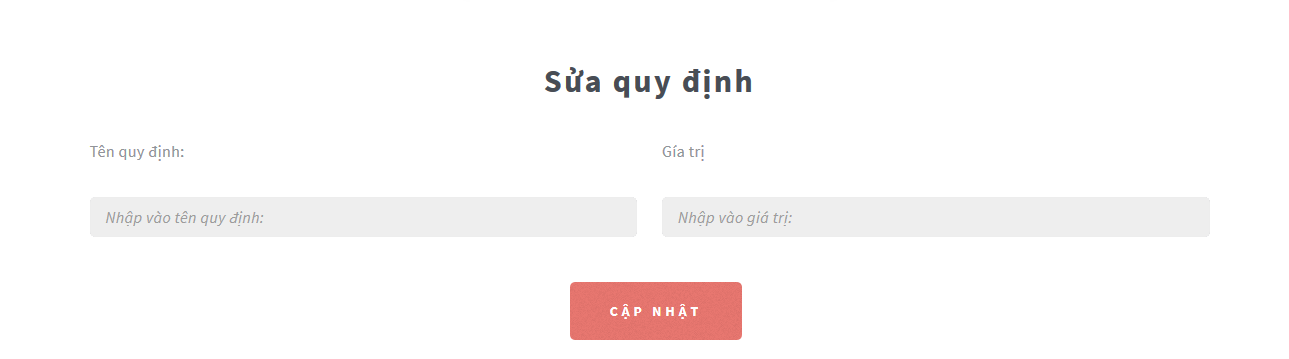 Sửa quy định
Tên quy định:
Gía trị
Nhập vào tên quy định:
Nhập vào giá trị:
CẬP NHẬT